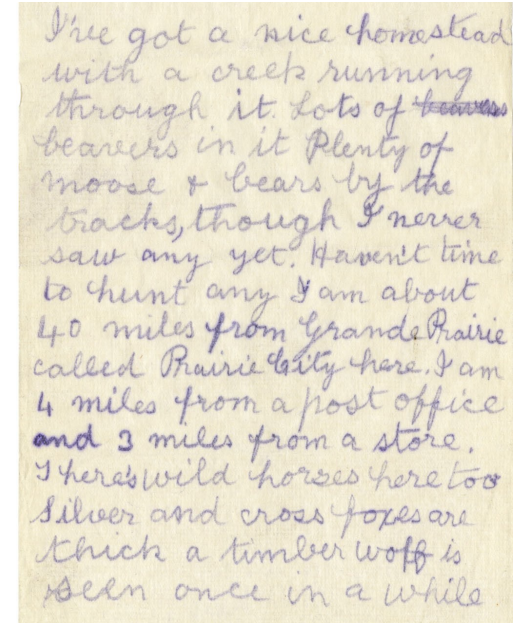 I've got a nice homestead
with a creek running
through it. Lots of beavers
beavers in it Plenty of
moose & bears by the
tracks, though I never
saw any yet. Haven't time
to hunt any I am about
40 miles from Grande Prairie
called Prairie City here. I am
4 miles from a post office
and 3 miles from a store.
There's wild horses here too
Silver and cross foxes are
thick a timber wolf is
seen once in a while